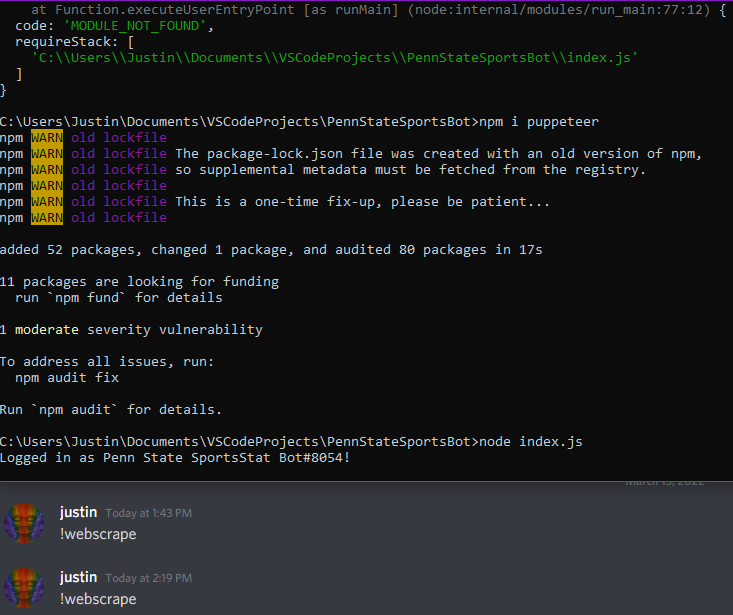 at Function.executeUserEntryPoint [as runMain] (node:internal/modules/run_main:77:12) {
code: 'MODULE_NOT_FOUND',
requireStack: [
'C:\\Users\\Justin\\Documents\\VSCodeProjects\\PennStateSportsBot\\index.js'
]
}
C:\Users\Justin\Documents\VSCodeProjects\PennStateSportsBot>npm i puppeteer
npm WARN old lockfile
npm WARN old lockfile The package-lock.json file was created with an old version of npm,
npm WARN old lockfile so supplemental metadata must be fetched from the registry.
npm WARN old lockfile
npm WARN old lockfile This is a one-time fix-up, please be patient...
npm WARN old lockfile
added 52 packages, changed 1 package, and audited 80 packages in 17s
11 packages are looking for funding
run `npm fund` for details
1 moderate severity vulnerability
To address all issues, run:
npm audit fix
Run `npm audit` for details.
C:\Users\Justin\Documents\VSCodeProjects\PennStateSportsBot>node index.js
Logged in as Penn State SportsStat Bot#8054!
justin Today at 1:43 PM
!webscrape
justin Today at 2:19 PM
!webscrape